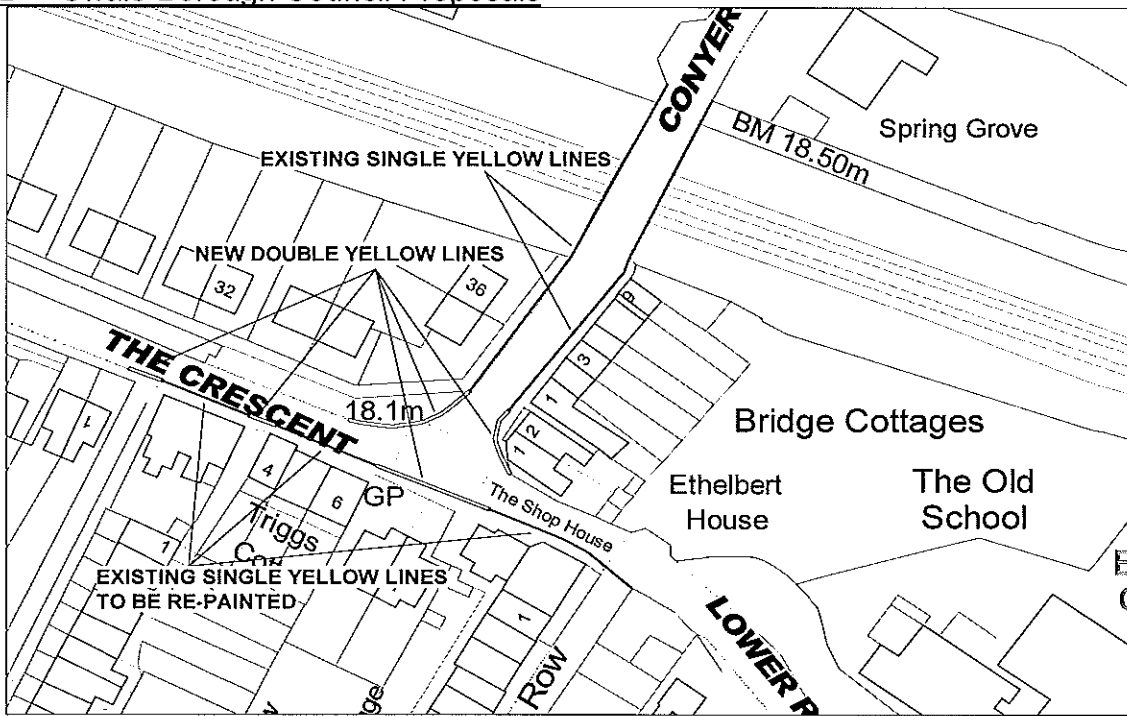 CONYER
BM 18.50m
Spring Grove
EXISTING SINGLE YELLOW LINES
NEW DOUBLE YELLOW LINES
32
36
THE CRESCENT
18.1m
9
3
1
2
1
Bridge Cottages
Ethelbert
House
The Old
School
The Shop House
1
4
6
GP
Triggs
1
EXISTING SINGLE YELLOW LINES
TO BE RE-PAINTED
1
Row
LOWER R